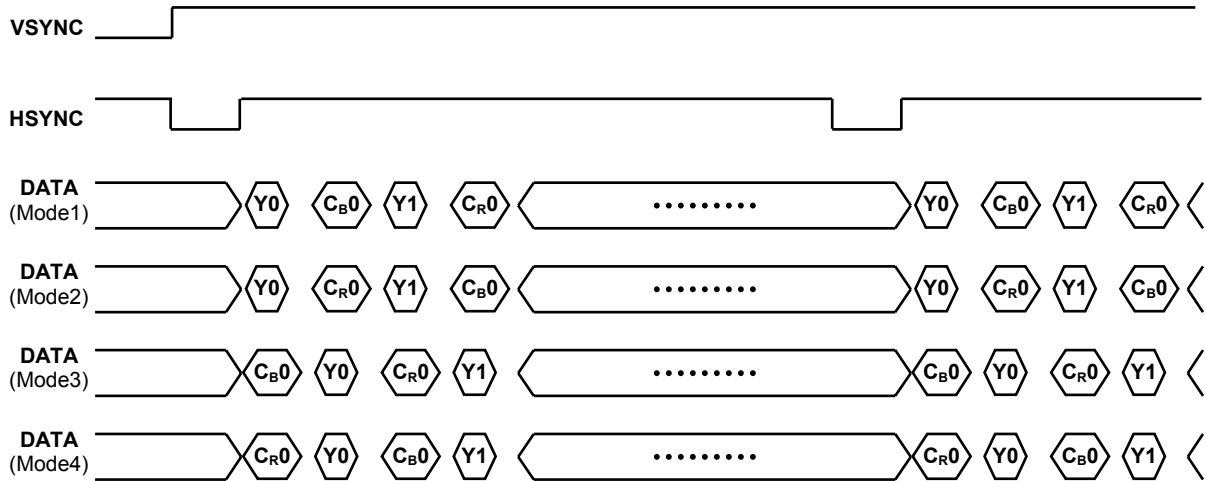 VSYNC
HSYNC
DATA
(Mode1)
Y0 CB0 Y1 CR0 ......... Y0 CB0 Y1 CR0
DATA
(Mode2)
Y0 CR0 Y1 CB0 ......... Y0 CR0 Y1 CB0
DATA
(Mode3)
CB0 Y0 CR0 Y1 ......... CB0 Y0 CR0 Y1
DATA
(Mode4)
CR0 Y0 CB0 Y1 ......... CR0 Y0 CB0 Y1